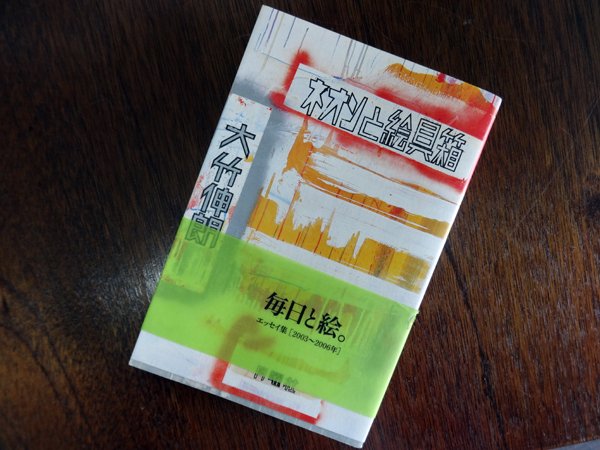 ネオンと絵具箱
大竹伸朗
毎日と絵。
エッセイ集［2003〜2006年］